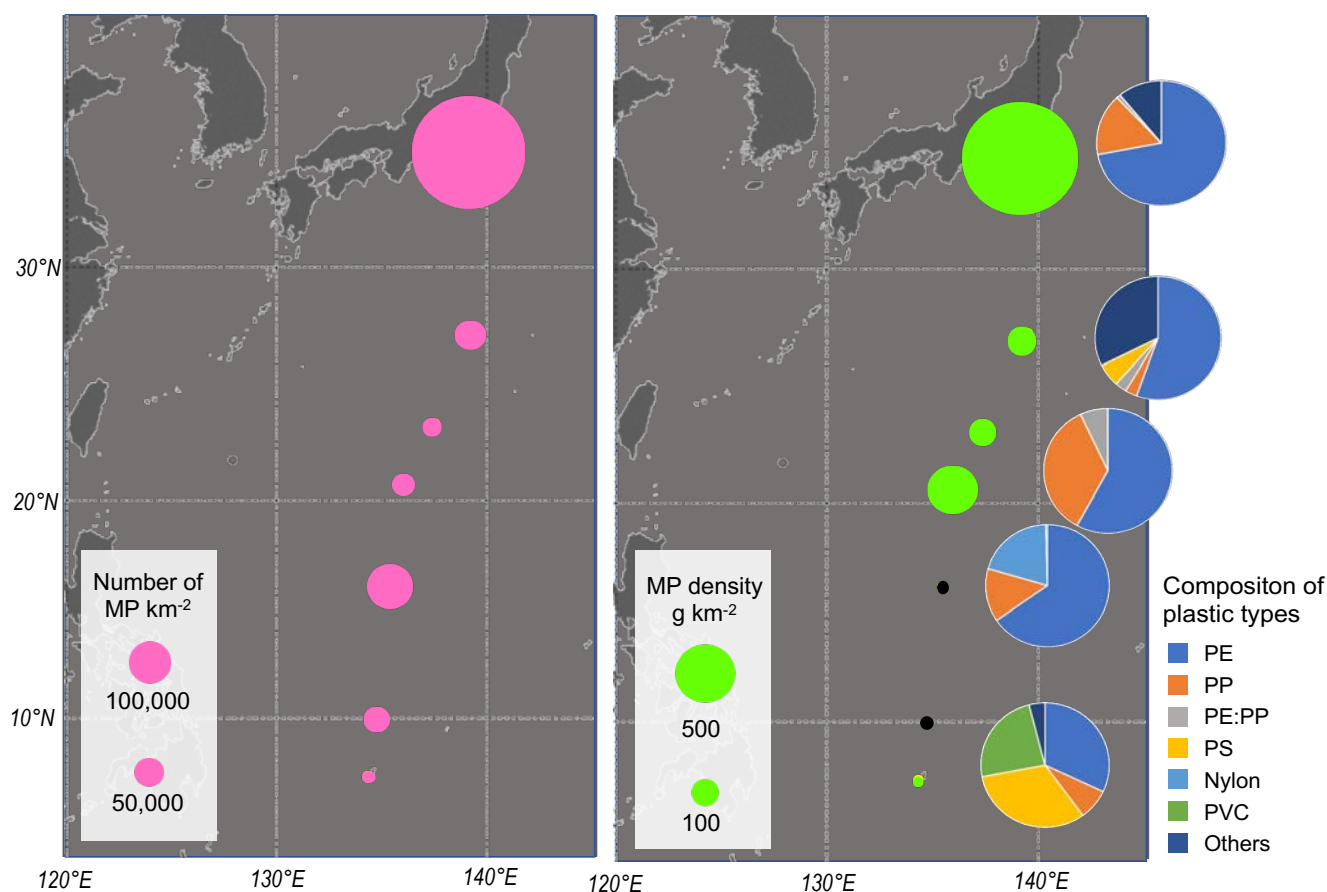 30°N
20°N
10°N
Number of
MP km-2
100,000
50,000
120°E
130°E
140°E
MP density
g km-2
500
100
120°E
130°E
140°E
Compositon of
plastic types
PE
PP
PE:PP
PS
Nylon
PVC
Others